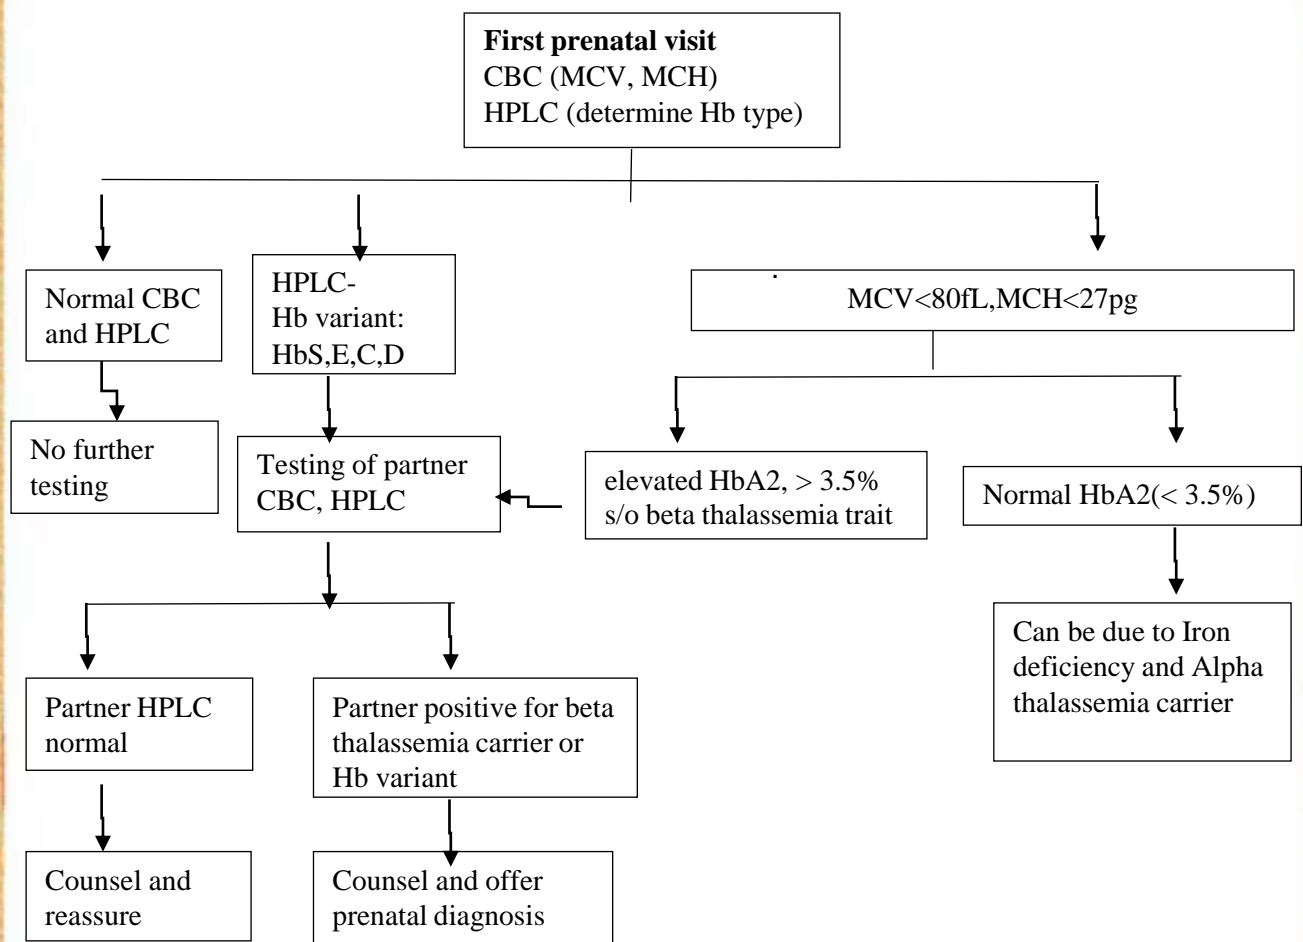 First prenatal visit
CBC (MCV, MCH)
HPLC (determine Hb type)
Normal CBC
and HPLC
HPLC-
Hb variant:
HbS,E,C,D
MCV<80fL,MCH<27pg
No further
testing
Testing of partner
CBC, HPLC
elevated HbA2, > 3.5%
s/o beta thalassemia trait
Normal HbA2(< 3.5%)
Partner HPLC
normal
Partner positive for beta
thalassemia carrier or
Hb variant
Can be due to Iron
deficiency and Alpha
thalassemia carrier
Counsel and
reassure
Counsel and offer
prenatal diagnosis